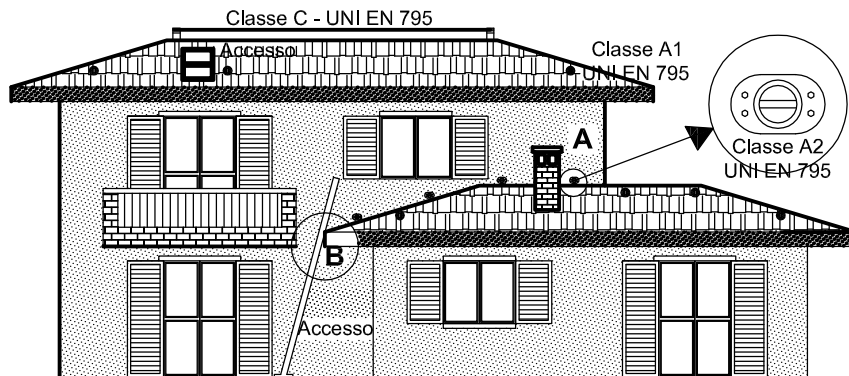 Classe C - UNI EN 795
Accesso
Classe A1
UNI EN 795
A
Classe A2
UNI EN 795
B
Accesso